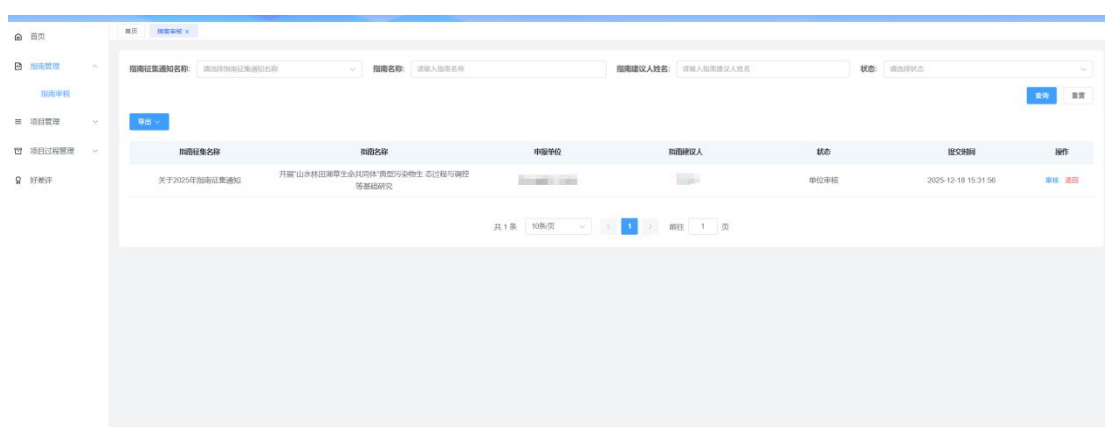 首页
指南管理
指南审核
项目管理
项目过程管理
好差评
首页 指南审核 ×
指南征集通知名称: 请选择指南征集通知名称 指南名称: 请输入指南名称 指南建议人姓名: 请输入指南建议人姓名 状态: 请选择状态
查询 重置
导出
指南征集名称 指南名称 申报单位 指南建议人 状态 提交时间 操作
关于2025年指南征集通知 开展“山水林田湖草生命共同体”典型污染物生 态过程与调控 单位审核 2025-12-18 15:31:56 审核 退回
等基础研究
共 1 条 10条/页 < 1 > 前往 1 页